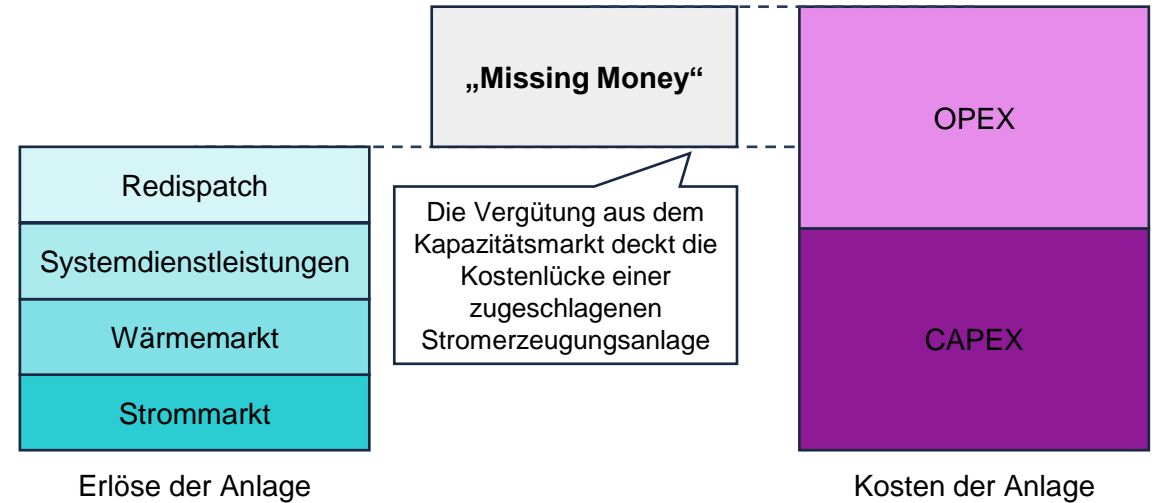 „Missing Money“
OPEX
Redispatch
Die Vergütung aus dem
Kapazitätsmarkt deckt die
Kostenlücke einer
zugeschlagenen
Stromerzeugungsanlage
Systemdienstleistungen
Wärmemarkt
CAPEX
Strommarkt
Erlöse der Anlage
Kosten der Anlage